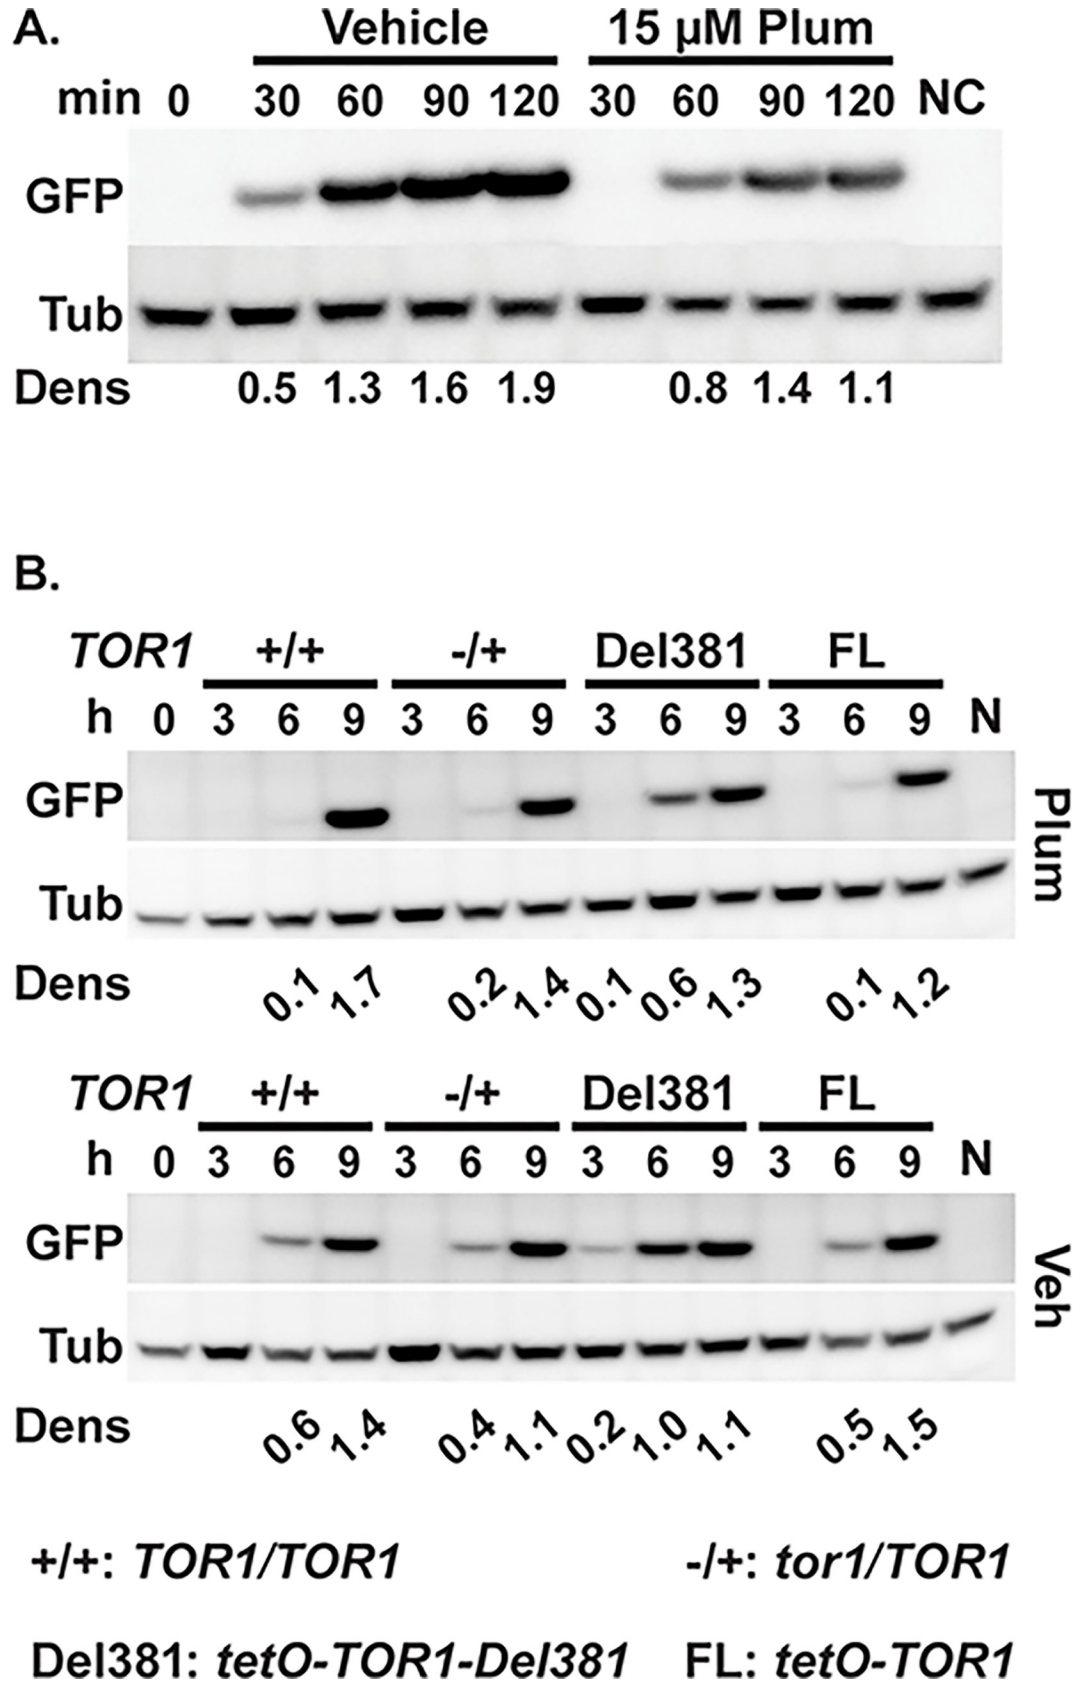 A.
Vehicle 15 µM Plum
min 0 30 60 90 120 30 60 90 120 NC
GFP
Tub
Dens 0.5 1.3 1.6 1.9 0.8 1.4 1.1
B.
TOR1 +/+ -/+ Del381 FL
h 0 3 6 9 3 6 9 3 6 9 3 6 9 N
GFP
Plum
Tub
Dens 0.1 1.7 0.2 1.4 0.1 0.6 1.3 0.1 1.2
TOR1 +/+ -/+ Del381 FL
h 0 3 6 9 3 6 9 3 6 9 3 6 9 N
GFP
Veh
Tub
Dens 0.6 1.4 0.4 1.1 0.2 1.0 1.1 0.5 1.5
+/+: TOR1/TOR1 -/+: tor1/TOR1
Del381: tetO-TOR1-Del381 FL: tetO-TOR1